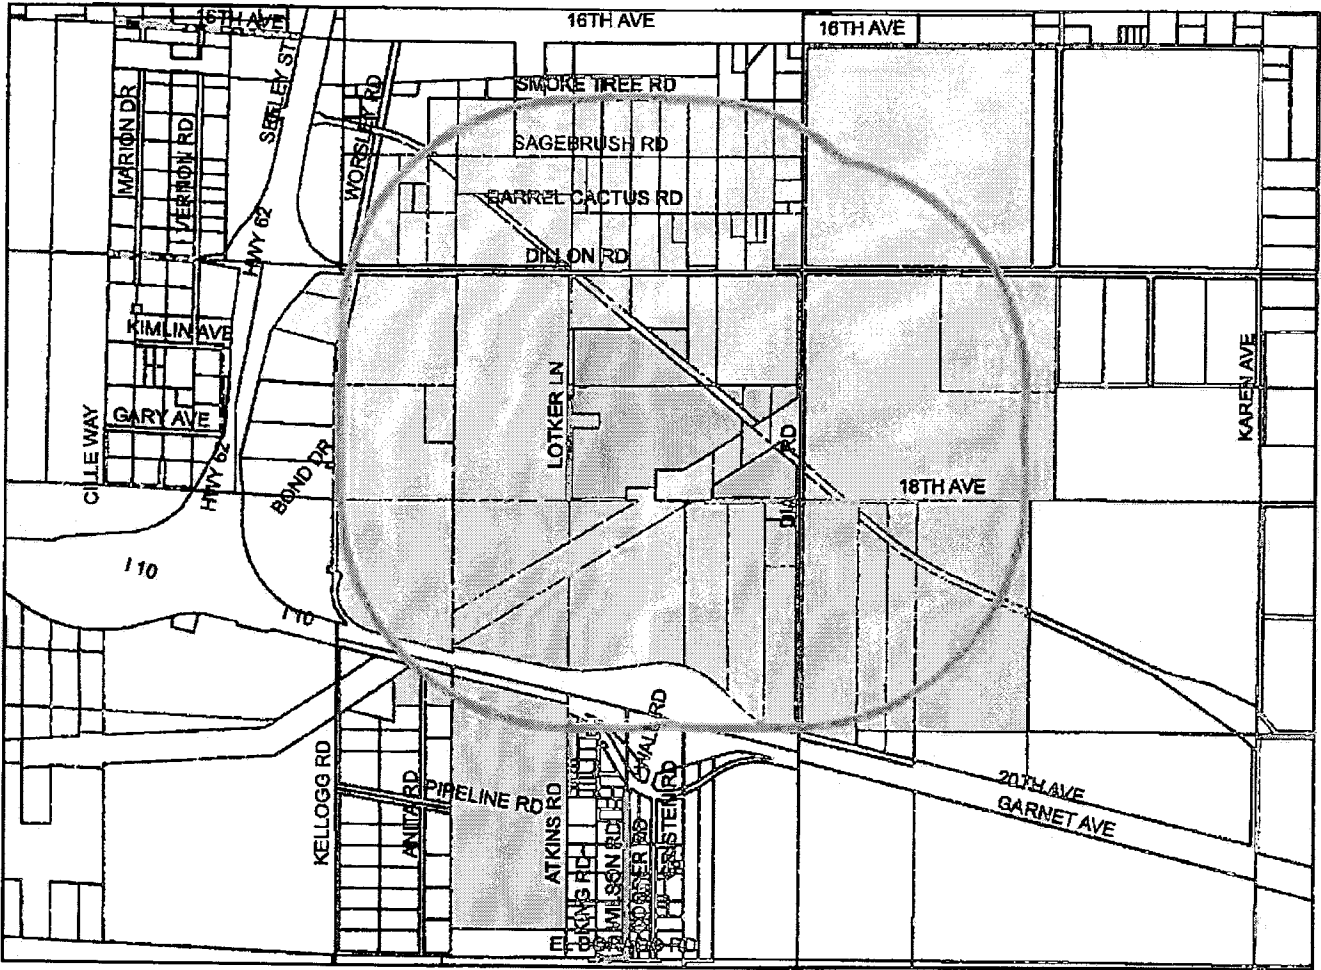 16TH AVE
16TH AVE
16TH AVE
SMOKE TREE RD
SEELEY ST
MARION DR
VERNON RD
WORSLEY RD
SAGEBRUSH RD
BARREL CACTUS RD
HWY 62
DILLON RD
KIMLIN AVE
GARY AVE
CILLE WAY
HWY 62
BOND DR
LOTKER LN
KAREN AVE
RD
18TH AVE
I 10
I 10
KELLOGG RD
ANITA RD
PIPELINE RD
ATKINS RD
KING RD
WILSON RD
RD
20TH AVE
GARNET AVE